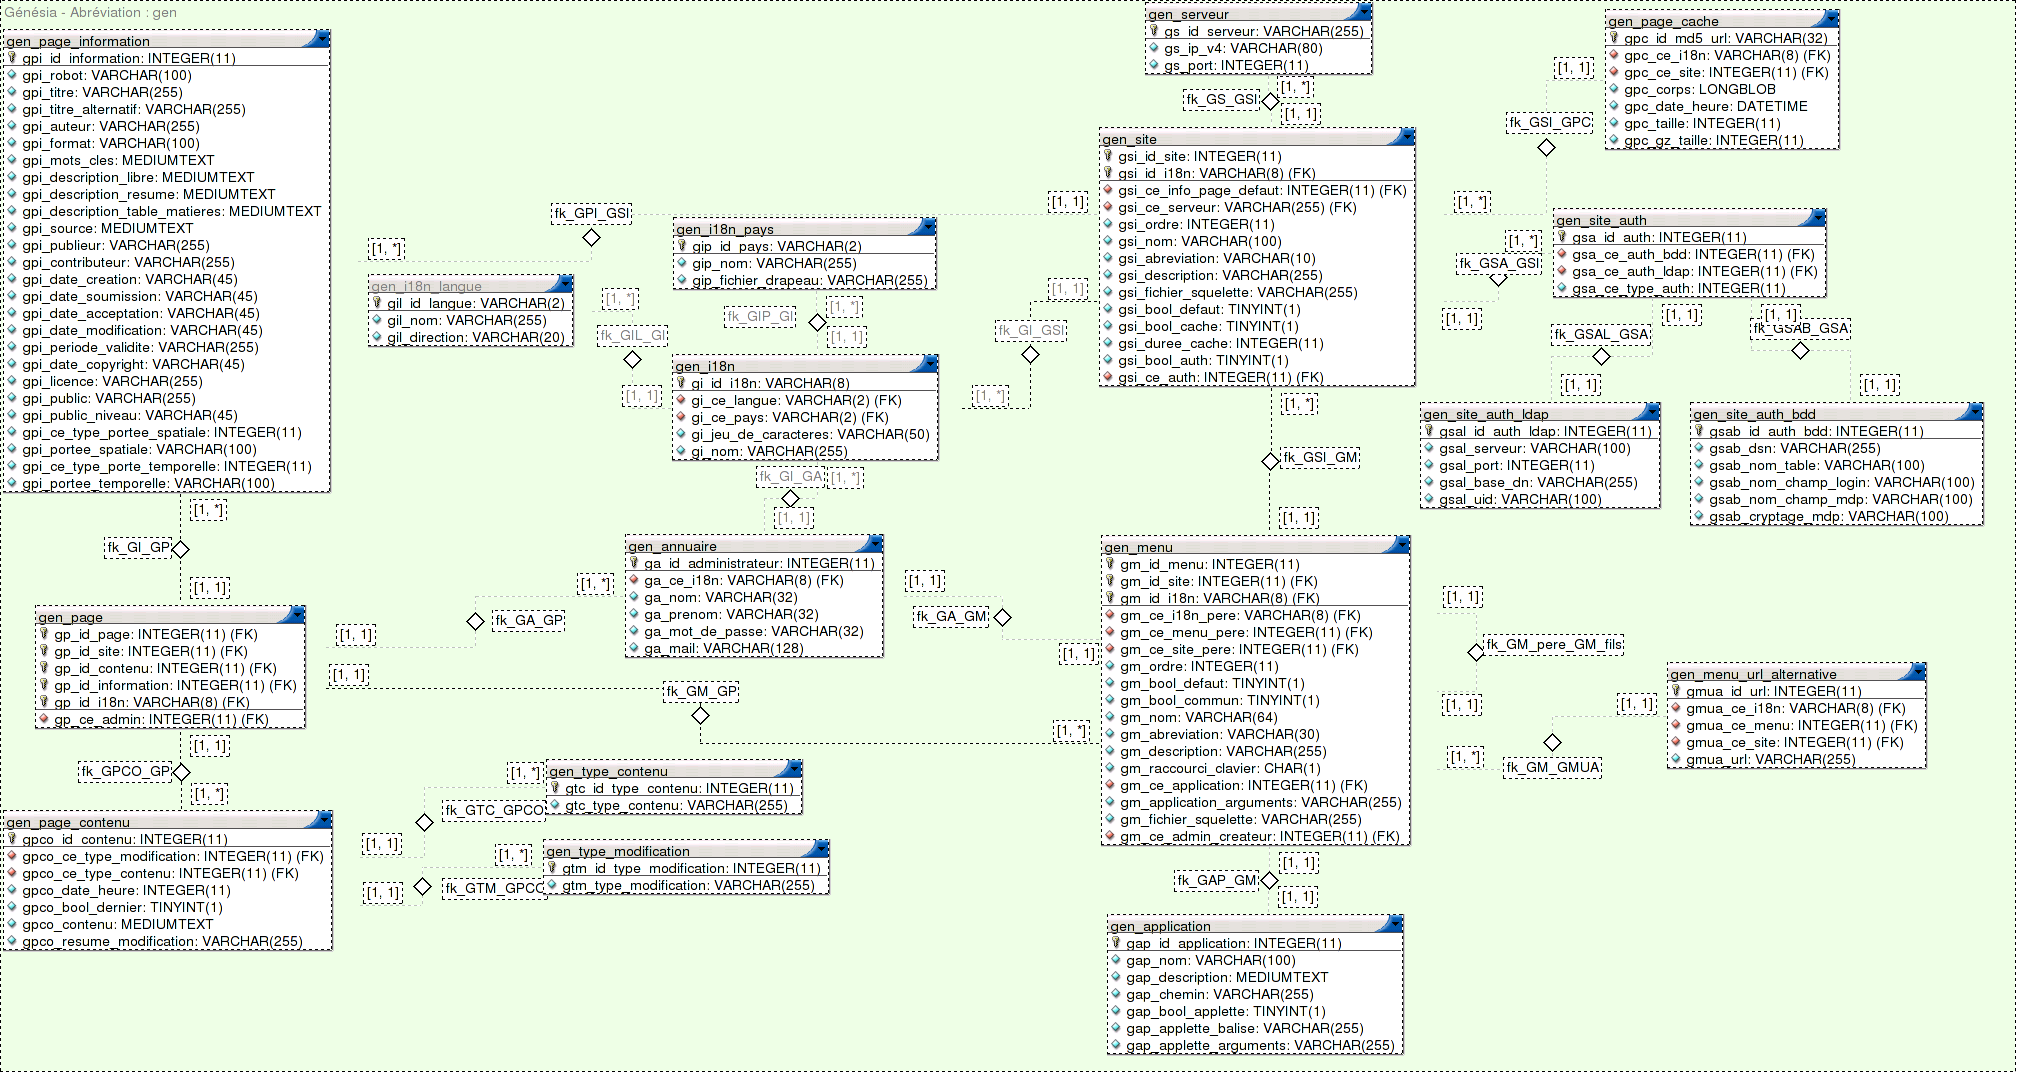 Génésia - Abréviation : gen
gen_page_information
gpi_id_information: INTEGER(11)
gpi_robot: VARCHAR(100)
gpi_titre: VARCHAR(255)
gpi_titre_alternatif: VARCHAR(255)
gpi_auteur: VARCHAR(255)
gpi_format: VARCHAR(100)
gpi_mots_cles: MEDIUMTEXT
gpi_description_libre: MEDIUMTEXT
gpi_description_resume: MEDIUMTEXT
gpi_description_table_matieres: MEDIUMTEXT
gpi_source: MEDIUMTEXT
gpi_publieur: VARCHAR(255)
gpi_contributeur: VARCHAR(255)
gpi_date_creation: VARCHAR(45)
gpi_date_soumission: VARCHAR(45)
gpi_date_acceptation: VARCHAR(45)
gpi_date_modification: VARCHAR(45)
gpi_periode_validite: VARCHAR(255)
gpi_date_copyright: VARCHAR(45)
gpi_licence: VARCHAR(255)
gpi_public: VARCHAR(255)
gpi_public_niveau: VARCHAR(45)
gpi_ce_type_portee_spatiale: INTEGER(11)
gpi_portee_spatiale: VARCHAR(100)
gpi_ce_type_porte_temporelle: INTEGER(11)
gpi_portee_temporelle: VARCHAR(100)
[1, *]
fk_GI_GP
[1, 1]
gen_page
gp_id_page: INTEGER(11) (FK)
gp_id_site: INTEGER(11) (FK)
gp_id_contenu: INTEGER(11) (FK)
gp_id_information: INTEGER(11) (FK)
gp_id_i18n: VARCHAR(8) (FK)
gp_ce_admin: INTEGER(11) (FK)
[1, 1]
fk_GPCO_GP
[1, *]
gen_page_contenu
gpco_id_contenu: INTEGER(11)
gpco_ce_type_modification: INTEGER(11) (FK)
gpco_ce_type_contenu: INTEGER(11) (FK)
gpco_date_heure: INTEGER(11)
gpco_bool_dernier: TINYINT(1)
gpco_contenu: MEDIUMTEXT
gpco_resume_modification: VARCHAR(255)
fk_GPI_GSI
[1, 1]
[1, *]
gen_i18n_langue
gil_id_langue: VARCHAR(2)
gil_nom: VARCHAR(255)
gil_direction: VARCHAR(20)
[1, *]
fk_GIL_GI
[1, 1]
gen_i18n_pays
gip_id_pays: VARCHAR(2)
gip_nom: VARCHAR(255)
gip_fichier_drapeau: VARCHAR(255)
[1, *]
fk_GIP_GI
[1, 1]
gen_i18n
gi_id_i18n: VARCHAR(8)
gi_ce_langue: VARCHAR(2) (FK)
gi_ce_pays: VARCHAR(2) (FK)
gi_jeu_de_caracteres: VARCHAR(50)
gi_nom: VARCHAR(255)
[1, 1]
fk_GI_GSI
[1, *]
fk_GI_GA
[1, *]
[1, 1]
gen_annuaire
ga_id_administrateur: INTEGER(11)
ga_ce_i18n: VARCHAR(8) (FK)
ga_nom: VARCHAR(32)
ga_prenom: VARCHAR(32)
ga_mot_de_passe: VARCHAR(32)
ga_mail: VARCHAR(128)
[1, *]
fk_GA_GP
[1, 1]
[1, 1]
fk_GA_GM
[1, 1]
[1, 1]
fk_GM_GP
[1, *]
[1, *]
gen_type_contenu
gtc_id_type_contenu: INTEGER(11)
gtc_type_contenu: VARCHAR(255)
fk_GTC_GPCO
[1, 1]
[1, *]
gen_type_modification
gtm_id_type_modification: INTEGER(11)
gtm_type_modification: VARCHAR(255)
[1, 1]
fk_GTM_GPCO
gen_serveur
gs_id_serveur: VARCHAR(255)
gs_ip_v4: VARCHAR(80)
gs_port: INTEGER(11)
[1, *]
fk_GS_GSI
[1, 1]
gen_site
gsi_id_site: INTEGER(11)
gsi_id_i18n: VARCHAR(8) (FK)
gsi_ce_info_page_defaut: INTEGER(11) (FK)
gsi_ce_serveur: VARCHAR(255) (FK)
gsi_ordre: INTEGER(11)
gsi_nom: VARCHAR(100)
gsi_abreviation: VARCHAR(10)
gsi_description: VARCHAR(255)
gsi_fichier_squelette: VARCHAR(255)
gsi_bool_defaut: TINYINT(1)
gsi_bool_cache: TINYINT(1)
gsi_duree_cache: INTEGER(11)
gsi_bool_auth: TINYINT(1)
gsi_ce_auth: INTEGER(11) (FK)
[1, *]
fk_GSI_GM
[1, 1]
gen_menu
gm_id_menu: INTEGER(11)
gm_id_site: INTEGER(11) (FK)
gm_id_i18n: VARCHAR(8) (FK)
gm_ce_i18n_pere: VARCHAR(8) (FK)
gm_ce_menu_pere: INTEGER(11) (FK)
gm_ce_site_pere: INTEGER(11) (FK)
gm_ordre: INTEGER(11)
gm_bool_defaut: TINYINT(1)
gm_bool_commun: TINYINT(1)
gm_nom: VARCHAR(64)
gm_abreviation: VARCHAR(30)
gm_description: VARCHAR(255)
gm_raccourci_clavier: CHAR(1)
gm_ce_application: INTEGER(11) (FK)
gm_application_arguments: VARCHAR(255)
gm_fichier_squelette: VARCHAR(255)
gm_ce_admin_createur: INTEGER(11) (FK)
[1, 1]
fk_GAP_GM
[1, 1]
gen_application
gap_id_application: INTEGER(11)
gap_nom: VARCHAR(100)
gap_description: MEDIUMTEXT
gap_chemin: VARCHAR(255)
gap_bool_applette: TINYINT(1)
gap_applette_balise: VARCHAR(255)
gap_applette_arguments: VARCHAR(255)
gen_page_cache
gpc_id_md5_url: VARCHAR(32)
gpc_ce_i18n: VARCHAR(8) (FK)
gpc_ce_site: INTEGER(11) (FK)
gpc_corps: LONGBLOB
gpc_date_heure: DATETIME
gpc_taille: INTEGER(11)
gpc_gz_taille: INTEGER(11)
[1, 1]
fk_GSI_GPC
[1, *]
gen_site_auth
gsa_id_auth: INTEGER(11)
gsa_ce_auth_bdd: INTEGER(11) (FK)
gsa_ce_auth_ldap: INTEGER(11) (FK)
gsa_ce_type_auth: INTEGER(11)
[1, *]
fk_GSA_GSI
[1, 1]
[1, 1]
fk_GSAL_GSA
[1, 1]
[1, 1]
fk_GSAB_GSA
[1, 1]
gen_site_auth_ldap
gsal_id_auth_ldap: INTEGER(11)
gsal_serveur: VARCHAR(100)
gsal_port: INTEGER(11)
gsal_base_dn: VARCHAR(255)
gsal_uid: VARCHAR(100)
gen_site_auth_bdd
gsab_id_auth_bdd: INTEGER(11)
gsab_dsn: VARCHAR(255)
gsab_nom_table: VARCHAR(100)
gsab_nom_champ_login: VARCHAR(100)
gsab_nom_champ_mdp: VARCHAR(100)
gsab_cryptage_mdp: VARCHAR(100)
[1, 1]
fk_GM_pere_GM_fils
[1, 1]
gen_menu_url_alternative
gmua_id_url: INTEGER(11)
gmua_ce_i18n: VARCHAR(8) (FK)
gmua_ce_menu: INTEGER(11) (FK)
gmua_ce_site: INTEGER(11) (FK)
gmua_url: VARCHAR(255)
[1, 1]
[1, *]
fk_GM_GMUA